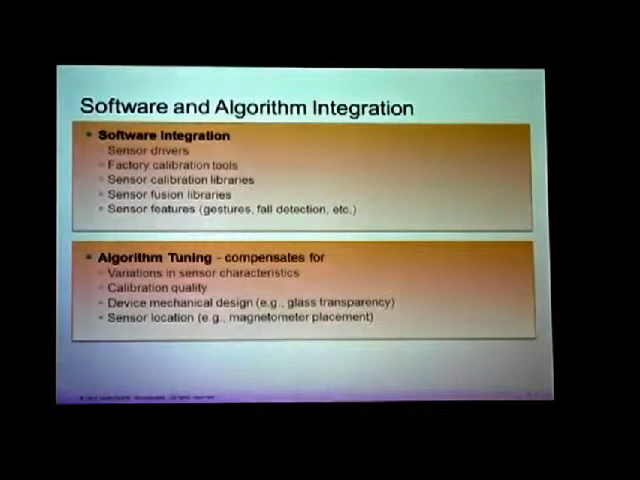 Software and Algorithm Integration
Software Integration
Sensor drivers
Factory calibration tools
Sensor calibration libraries
Sensor fusion libraries
Sensor features (gestures, fall detection, etc.)
Algorithm Tuning - compensates for
Variations in sensor characteristics
Calibration quality
Device mechanical design (e.g., glass transparency)
Sensor location (e.g., magnetometer placement)